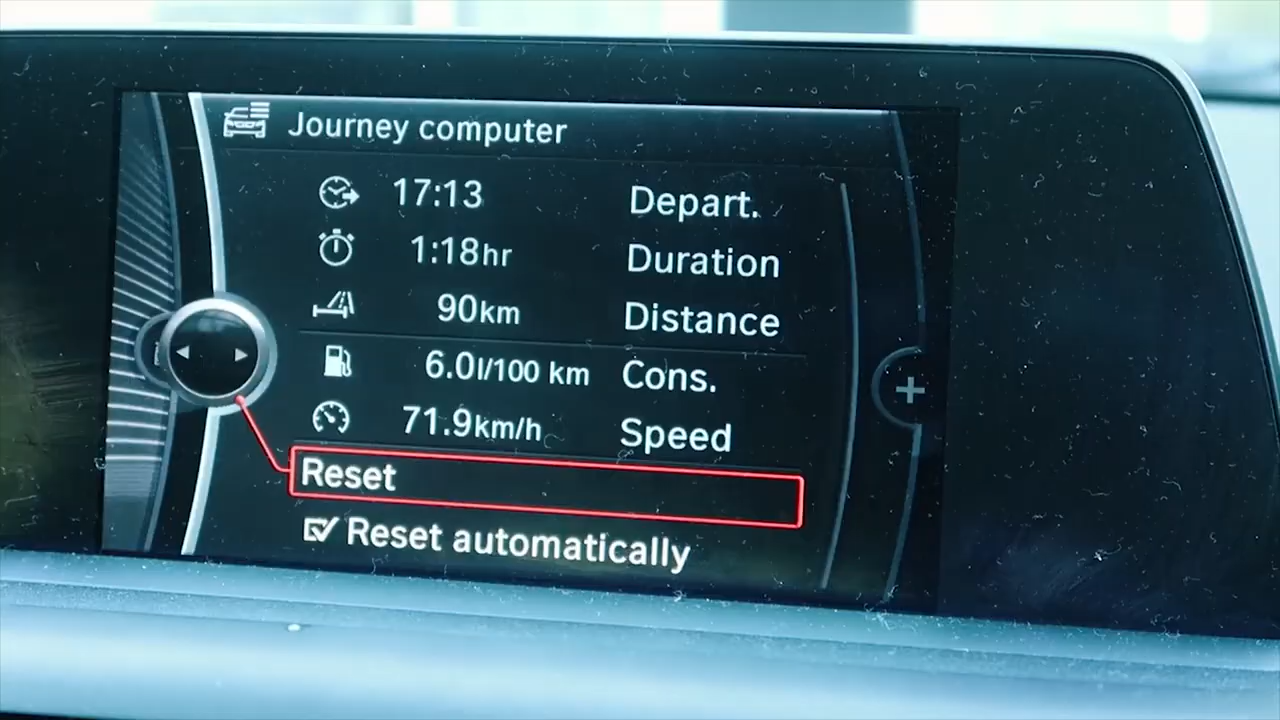 Journey computer
17:13 Depart.
1:18hr Duration
90km Distance
6.0l/100 km Cons.
71.9km/h Speed
Reset
Reset automatically